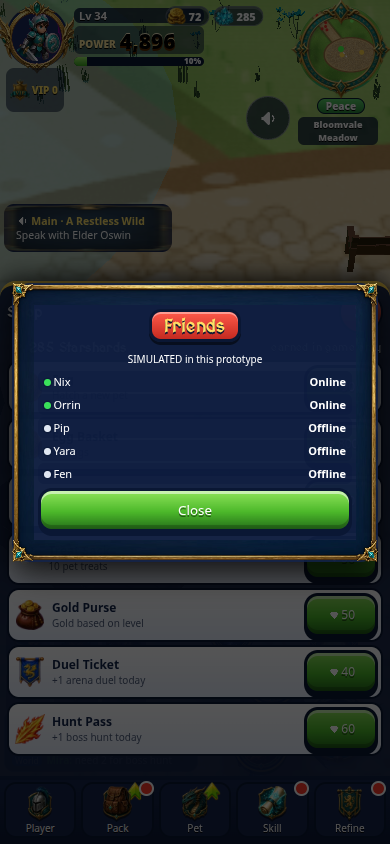 Lv 34
72
285
POWER 4,896
10%
VIP 0
Peace
Bloomvale
Meadow
Main · A Restless Wild
Speak with Elder Oswin
Friends
SIMULATED in this prototype
Nix Online
Orrin Online
Pip Offline
Yara Offline
Fen Offline
Close
10 pet treats
Gold Purse
Gold based on level
50
Duel Ticket
+1 arena duel today
40
Hunt Pass
+1 boss hunt today
60
Player
Pack
Pet
Skill
Refine